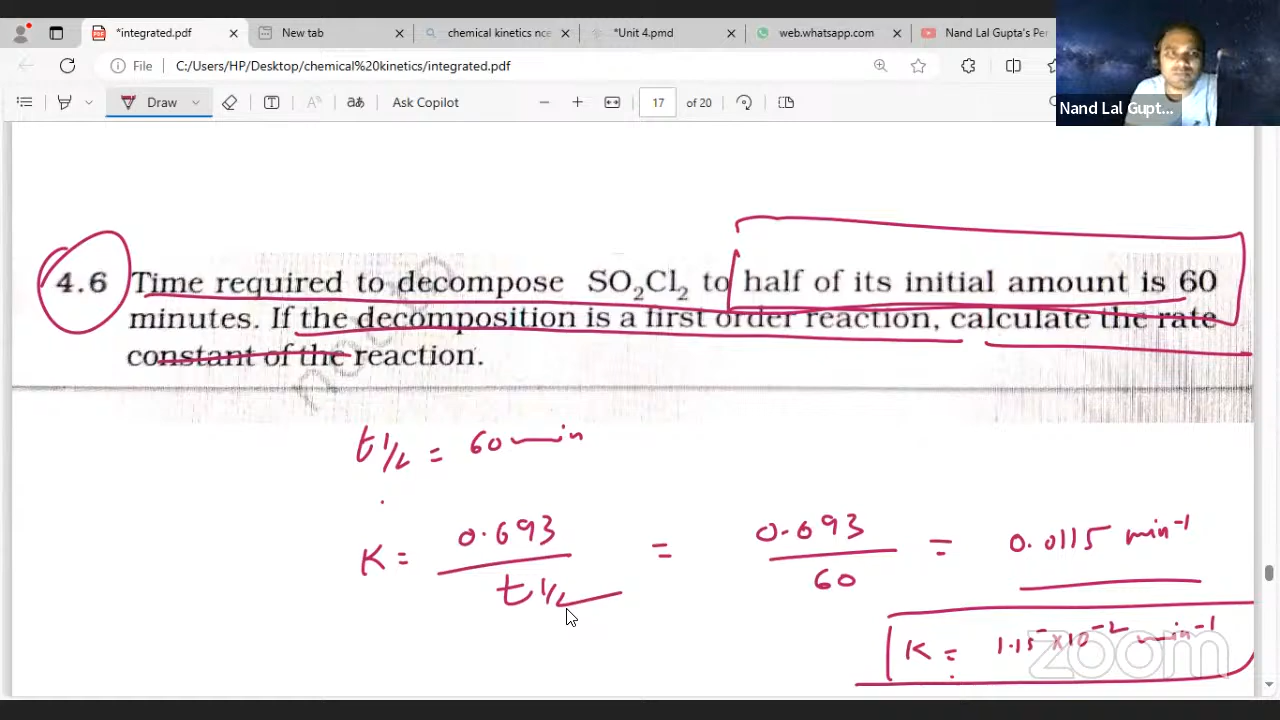 *integrated.pdf
New tab
chemical kinetics nce
*Unit 4.pmd
web.whatsapp.com
Nand Lal Gupta's Per
File C:/Users/HP/Desktop/chemical%20kinetics/integrated.pdf
Draw
aあ
Ask Copilot
17 of 20
Nand Lal Gupt...
4.6 Time required to decompose SO₂Cl₂ to half of its initial amount is 60
minutes. If the decomposition is a first order reaction, calculate the rate
constant of the reaction.
t1/2 = 60 min
K = 0.693 / t1/2 = 0.693 / 60 = 0.0115 min⁻¹
K = 1.15 × 10⁻² min⁻¹
zoom